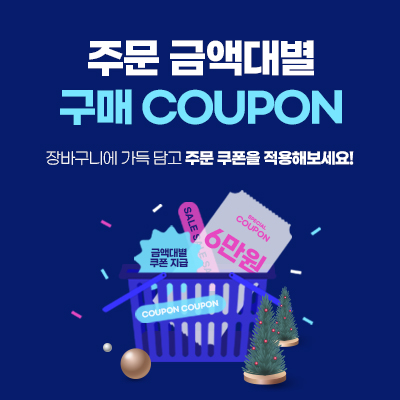 주문 금액대별
구매 COUPON
장바구니에 가득 담고 주문 쿠폰을 적용해보세요!
SALE S
SPECIAL
COUPON
6만원
금액대별
쿠폰 지급
COUPON COUPON